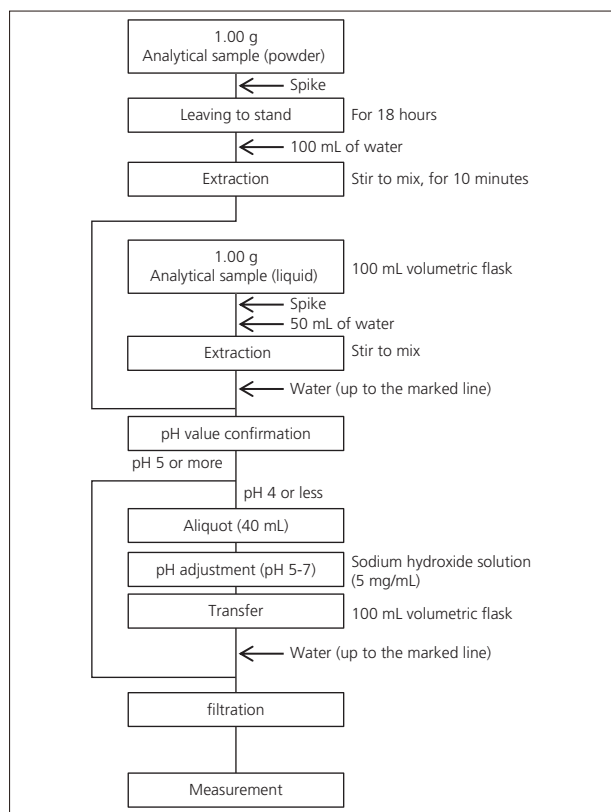 1.00 g
Analytical sample (powder)
Spike
Leaving to stand
For 18 hours
100 mL of water
Extraction
Stir to mix, for 10 minutes
1.00 g
Analytical sample (liquid)
100 mL volumetric flask
Spike
50 mL of water
Extraction
Stir to mix
Water (up to the marked line)
pH value confirmation
pH 5 or more
pH 4 or less
Aliquot (40 mL)
pH adjustment (pH 5-7)
Sodium hydroxide solution
(5 mg/mL)
Transfer
100 mL volumetric flask
Water (up to the marked line)
filtration
Measurement